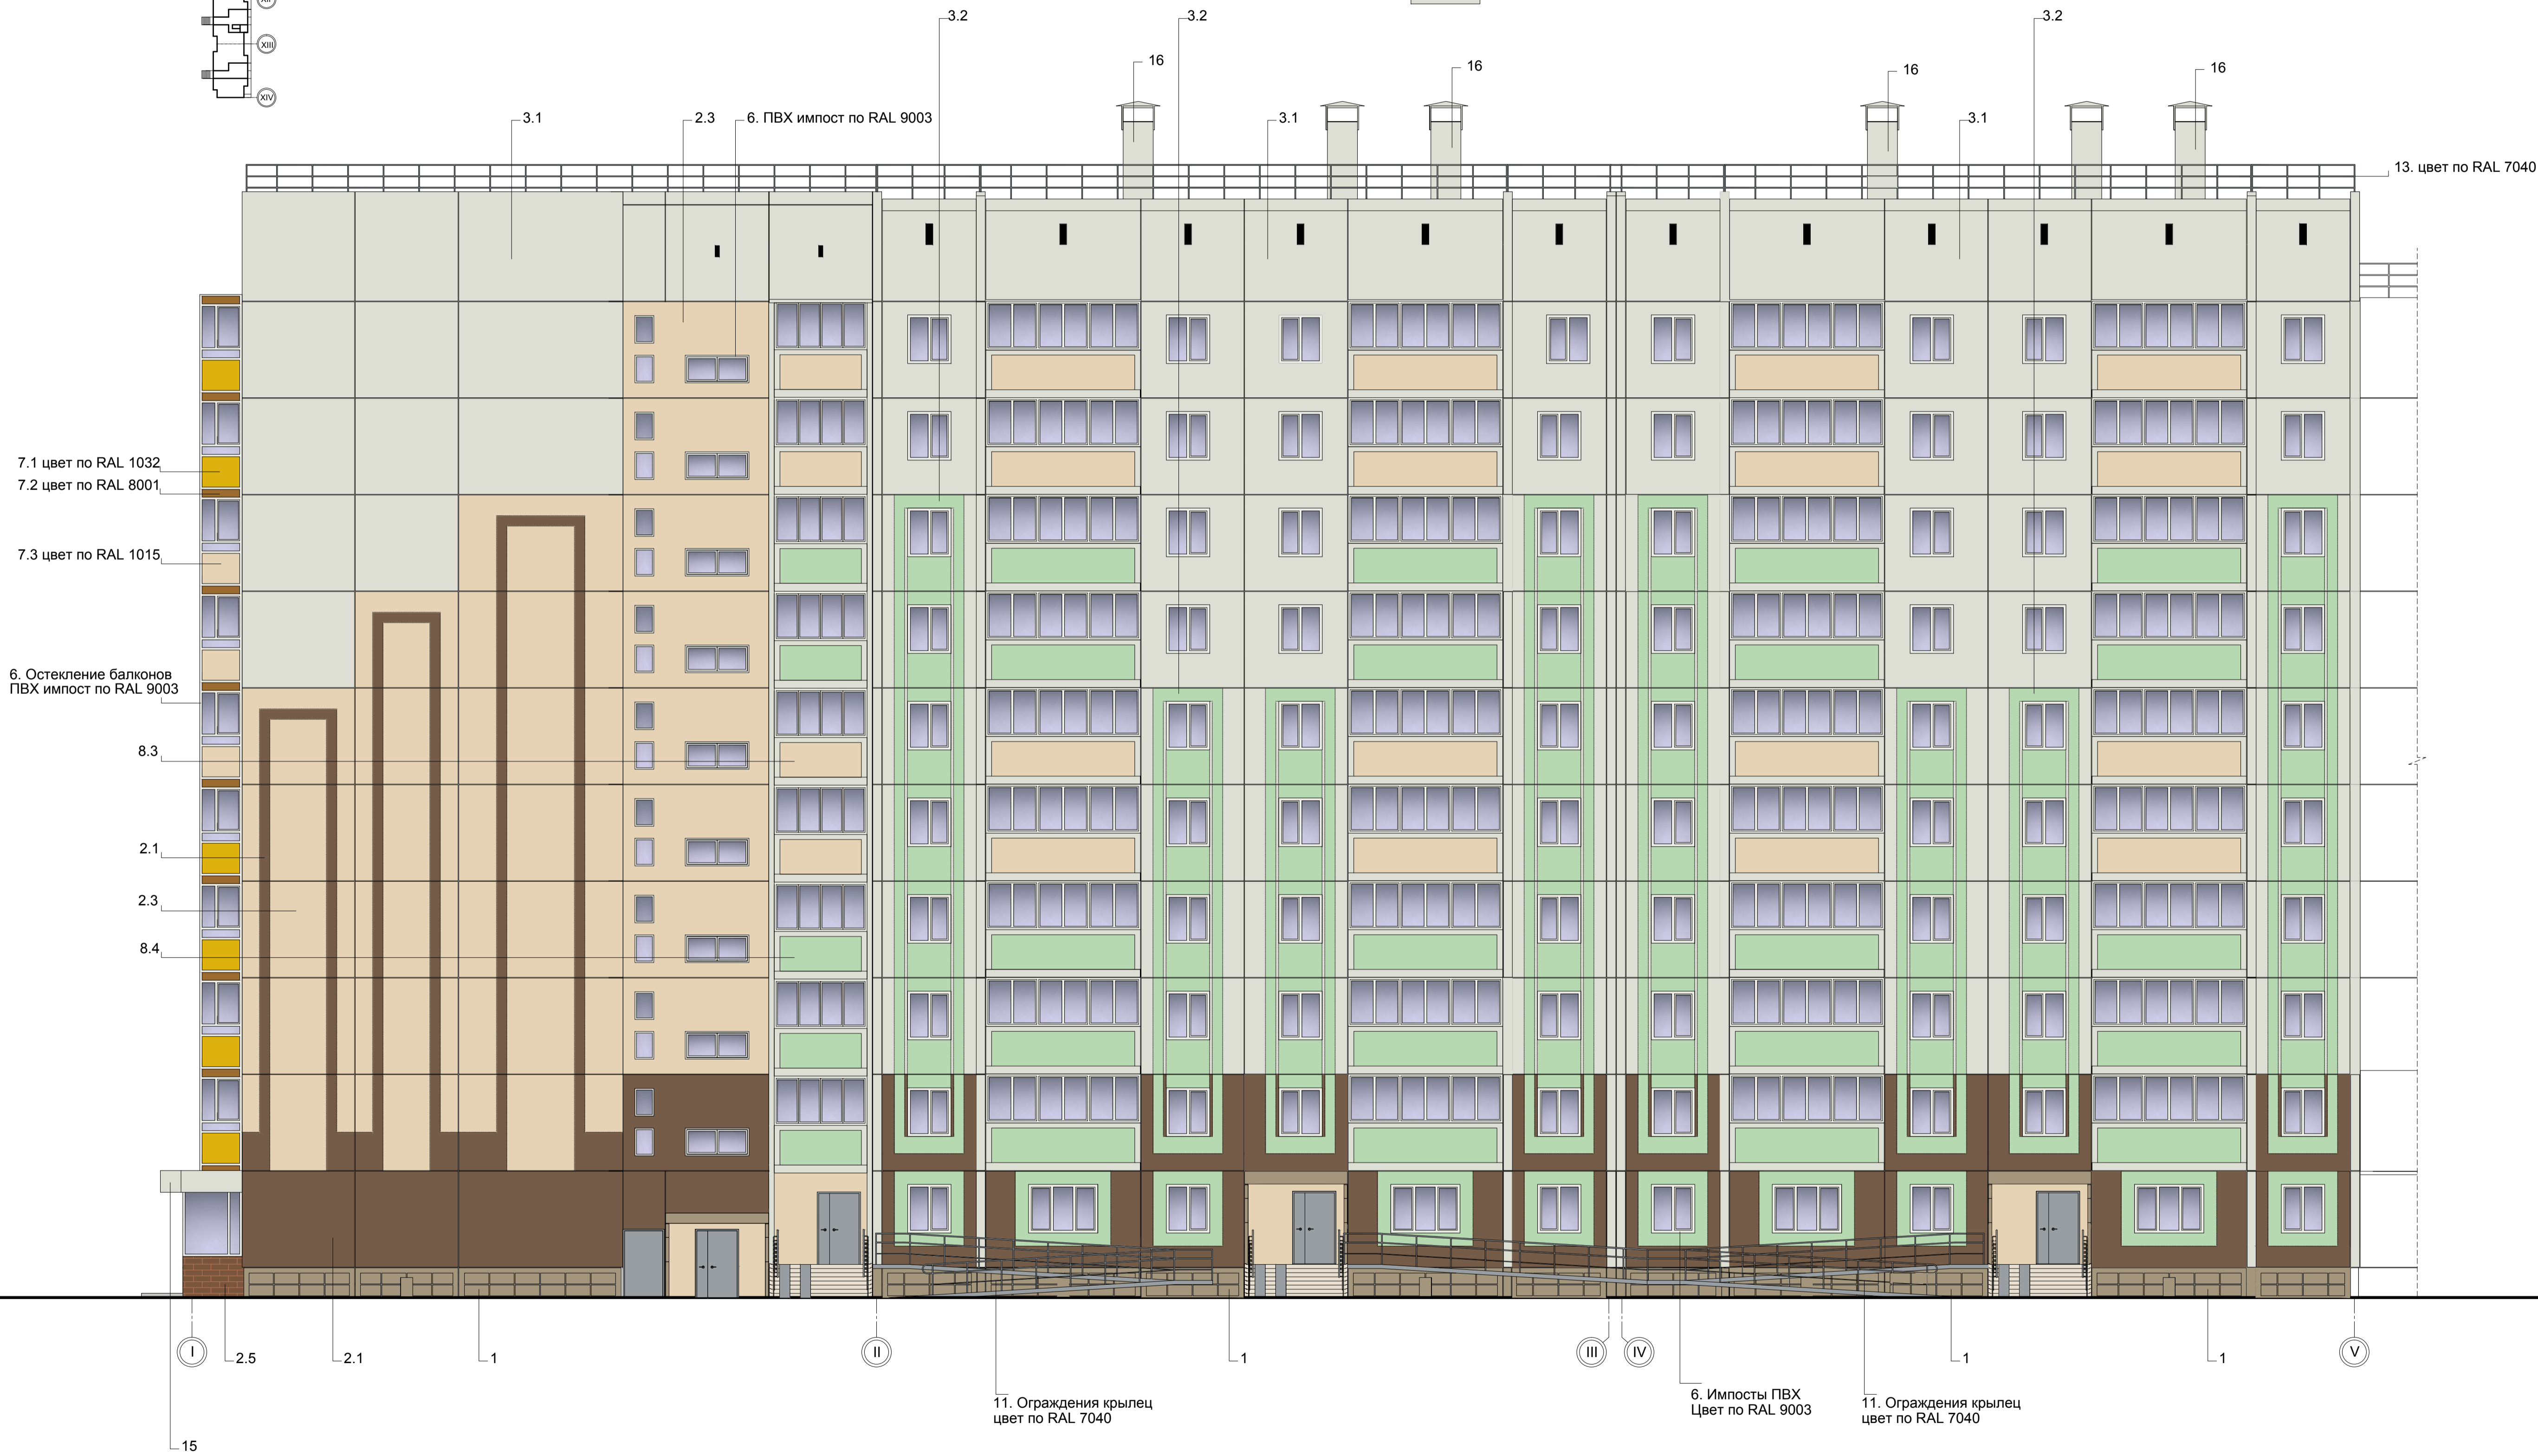 XII
XIII
XIV
3.2
3.2
3.2
16
16
16
16
3.1
2.3
6. ПВХ импост по RAL 9003
3.1
3.1
13. цвет по RAL 7040
7.1 цвет по RAL 1032
7.2 цвет по RAL 8001
7.3 цвет по RAL 1015
6. Остекление балконов
ПВХ импост по RAL 9003
8.3
2.1
2.3
8.4
I
II
III
IV
V
2.5
2.1
1
1
1
1
11. Ограждения крылец
цвет по RAL 7040
6. Импосты ПВХ
Цвет по RAL 9003
11. Ограждения крылец
цвет по RAL 7040
15